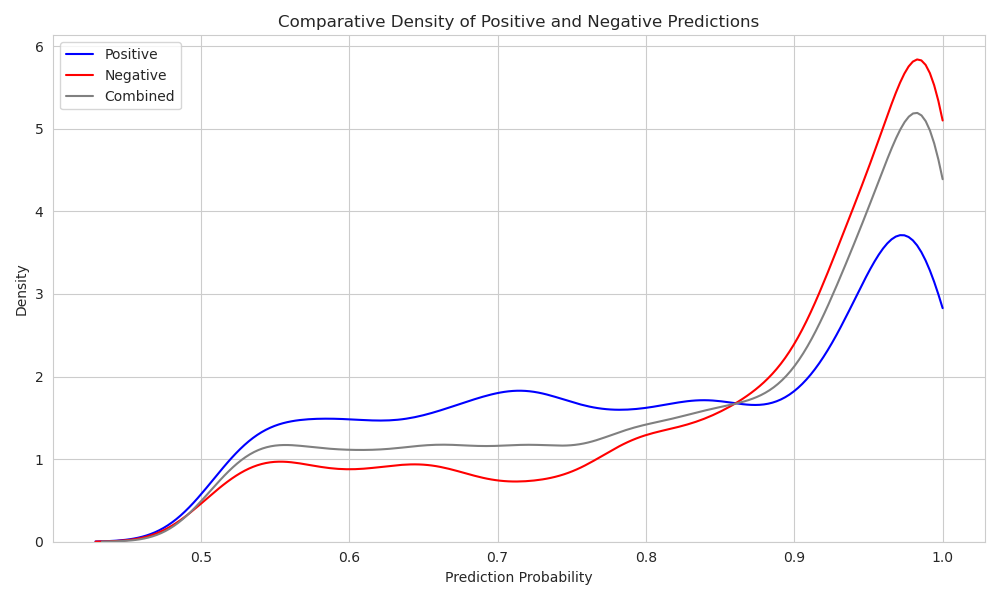 Comparative Density of Positive and Negative Predictions
Positive
Negative
Combined
6
5
4
3
2
1
0
Density
0.5 0.6 0.7 0.8 0.9 1.0
Prediction Probability